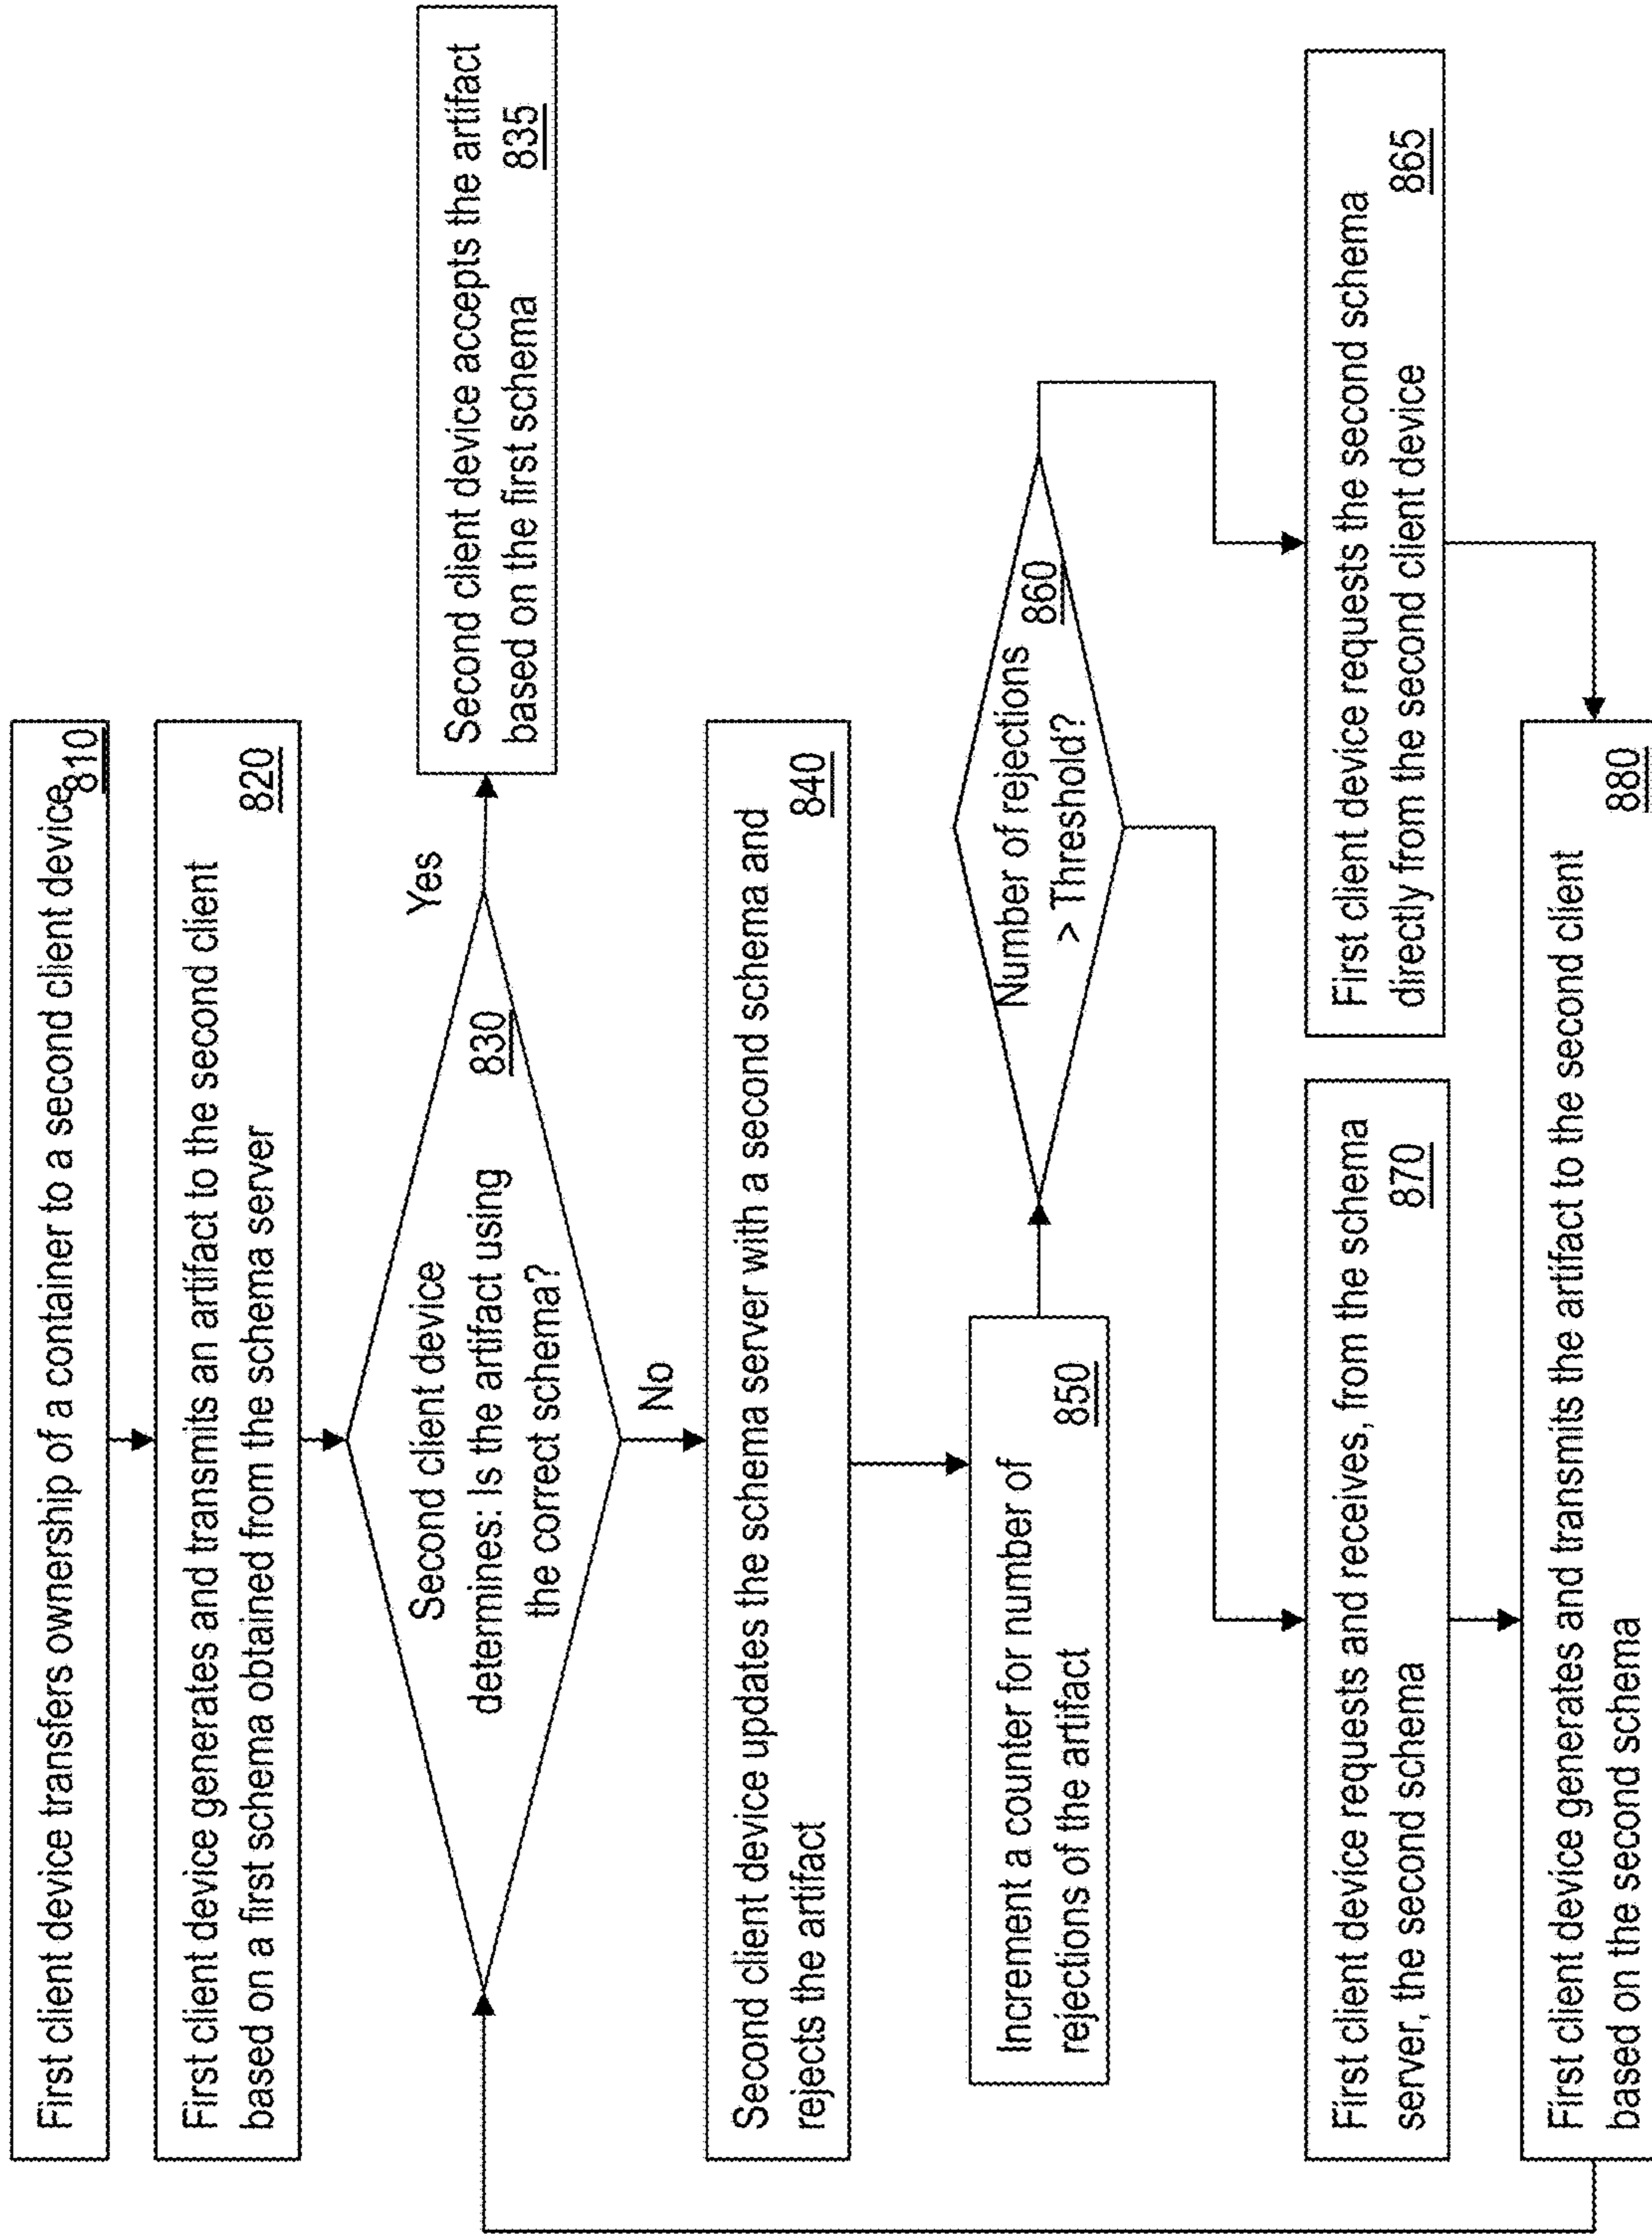 First client device transfers ownership of a container to a second client device
810
First client device generates and transmits an artifact to the second client
based on a first schema obtained from the schema server
820
Second client device
determines: Is the artifact using
the correct schema?
830
Yes
Second client device accepts the artifact
based on the first schema
835
No
Second client device updates the schema server with a second schema and
rejects the artifact
840
Increment a counter for number of
rejections of the artifact
850
Number of rejections
> Threshold?
860
First client device requests and receives, from the schema
server, the second schema
870
First client device requests the second schema
directly from the second client device
865
First client device generates and transmits the artifact to the second client
based on the second schema
880